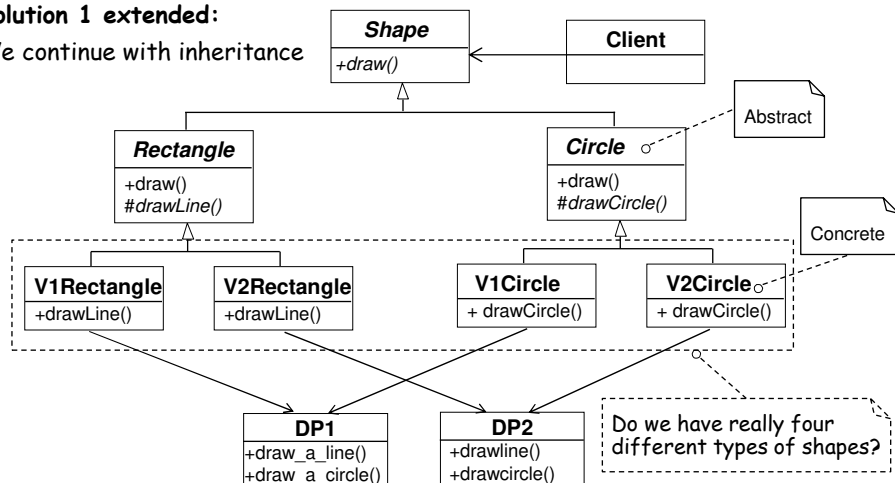 olution 1 extended:
e continue with inheritance
Shape
+draw()
Client
Abstract
Rectangle
+draw()
#drawLine()
Circle
+draw()
#drawCircle()
Concrete
V1Rectangle
+drawLine()
V2Rectangle
+drawLine()
V1Circle
+ drawCircle()
V2Circle
+ drawCircle()
DP1
+draw_a_line()
+draw_a_circle()
DP2
+drawline()
+drawcircle()
Do we have really four
different types of shapes?